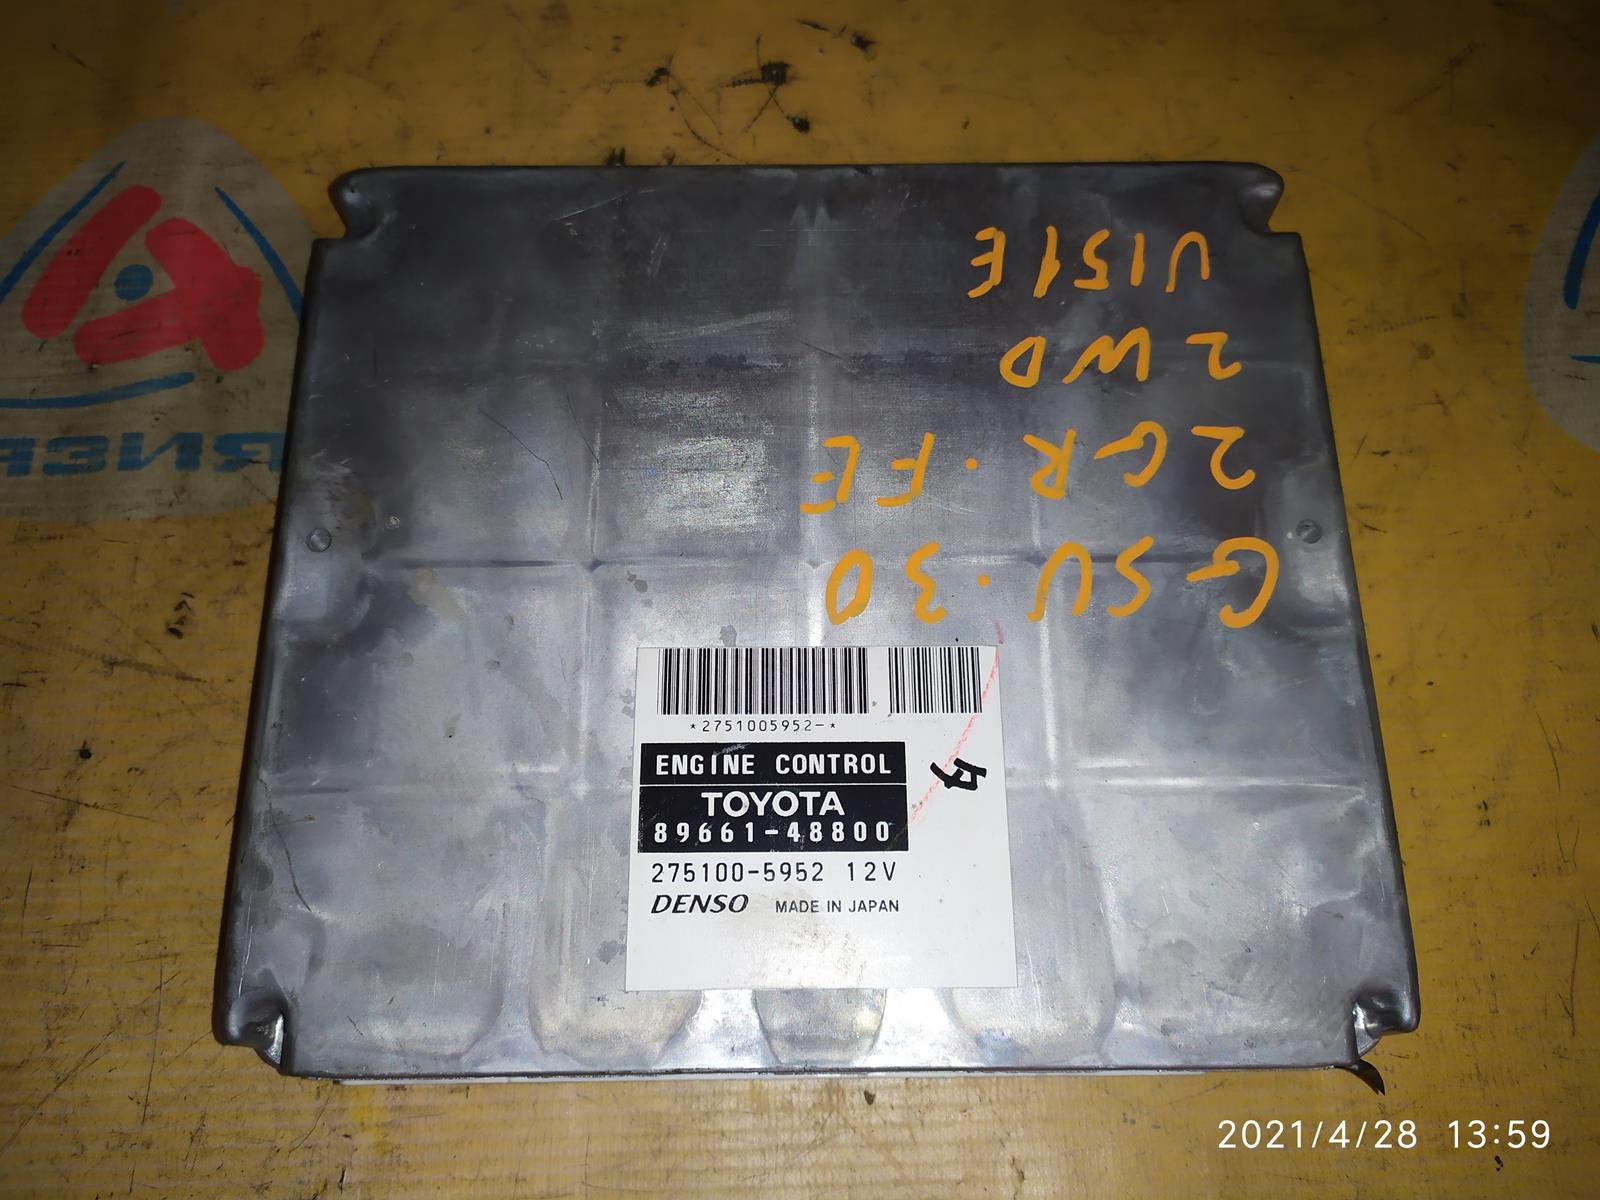 GSU·30
2GR·FE
2WD
U151E
*2751005952-*
ENGINE CONTROL
TOYOTA
89661-48800
275100-5952 12V
DENSO MADE IN JAPAN
2021/4/28 13:59